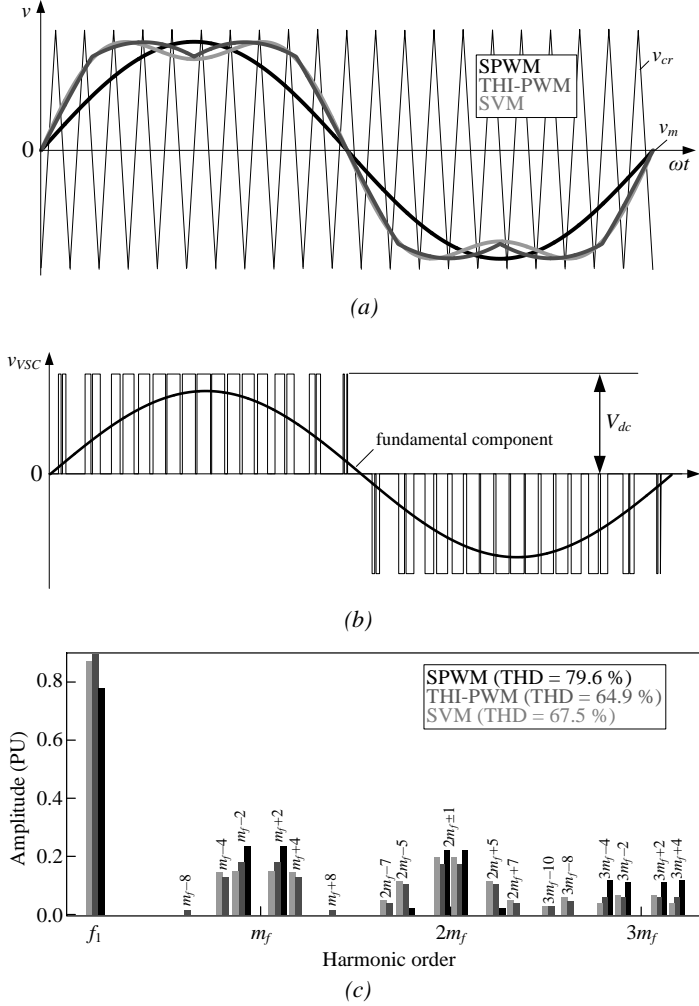 v
SPWM
THI-PWM
SVM
v_cr
v_m
0
ωt
(a)
v_VSC
V_dc
fundamental component
0
(b)
0.8
0.6
0.4
0.2
0.0
Amplitude (PU)
SPWM (THD = 79.6 %)
THI-PWM (THD = 64.9 %)
SVM (THD = 67.5 %)
m_f−8
m_f−4
m_f−2
m_f+2
m_f+4
m_f+8
2m_f−7
2m_f−5
2m_f±1
2m_f+5
2m_f+7
3m_f−10
3m_f−8
3m_f−4
3m_f−2
3m_f+2
3m_f+4
f_1
m_f
2m_f
3m_f
Harmonic order
(c)